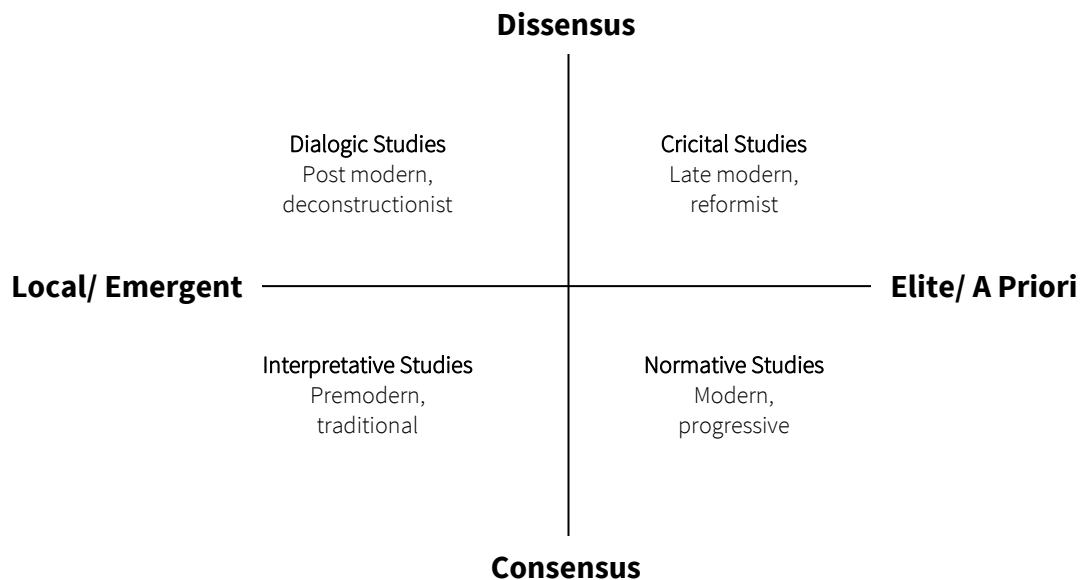 Dissensus
Dialogic Studies
Post modern,
deconstructionist
Cricital Studies
Late modern,
reformist
Local/ Emergent
Elite/ A Priori
Interpretative Studies
Premodern,
traditional
Normative Studies
Modern,
progressive
Consensus